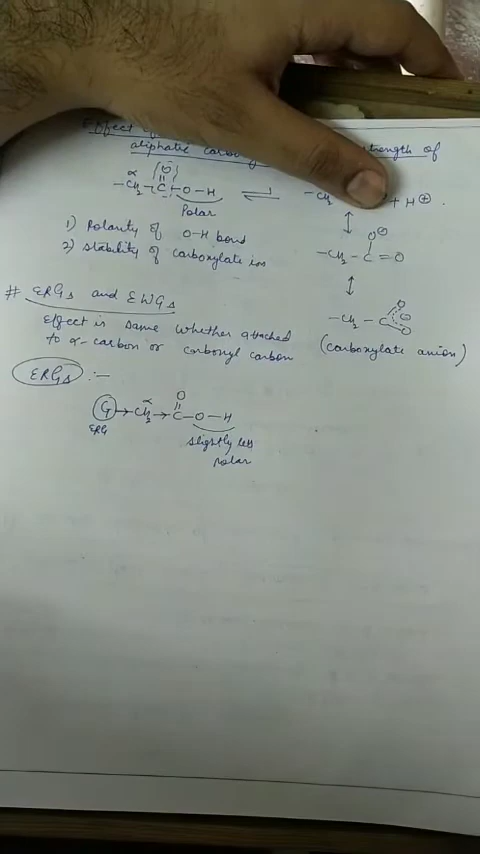 Effect strength of
aliphatic
α O
-CH₂-C-O-H ⇌ -CH₂ + H⊕.
Polar
1) Polarity of O-H bond
2) Stability of carboxylate ion
O⊖
-CH₂-C=O
# ERGs and EWGs
Effect is same whether attached
to α-carbon or carbonyl carbon
-CH₂-C O ⊖ O
(carboxylate anion)
ERGs :-
G→CH₂→C-O-H
α O
ERG
slightly less
polar